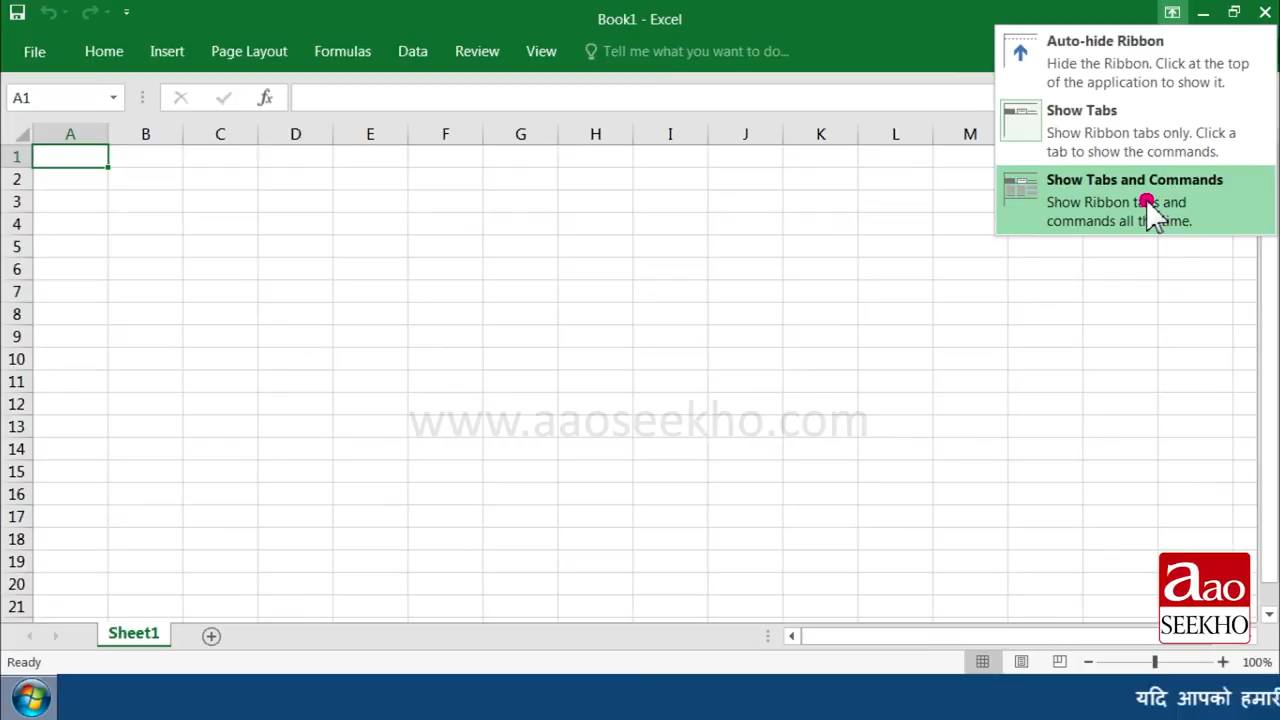 Book1 - Excel
File Home Insert Page Layout Formulas Data Review View Tell me what you want to do...
Auto-hide Ribbon
Hide the Ribbon. Click at the top
of the application to show it.
Show Tabs
Show Ribbon tabs only. Click a
tab to show the commands.
Show Tabs and Commands
Show Ribbon tabs and
commands all the time.
A1 fx
A B C D E F G H I J K L M
1
2
3
4
5
6
7
8
9
10
11
12
13
14
15
16
17
18
19
20
21
www.aaoseekho.com
aao
SEEKHO
Sheet1
Ready 100%
यदि आपको हमारी